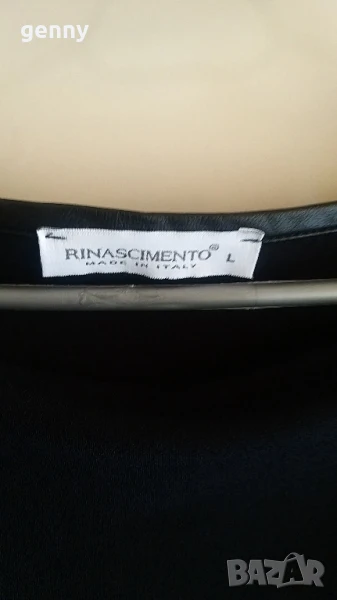 genny
RINASCIMENTO® L
MADE IN ITALY
BAZAR